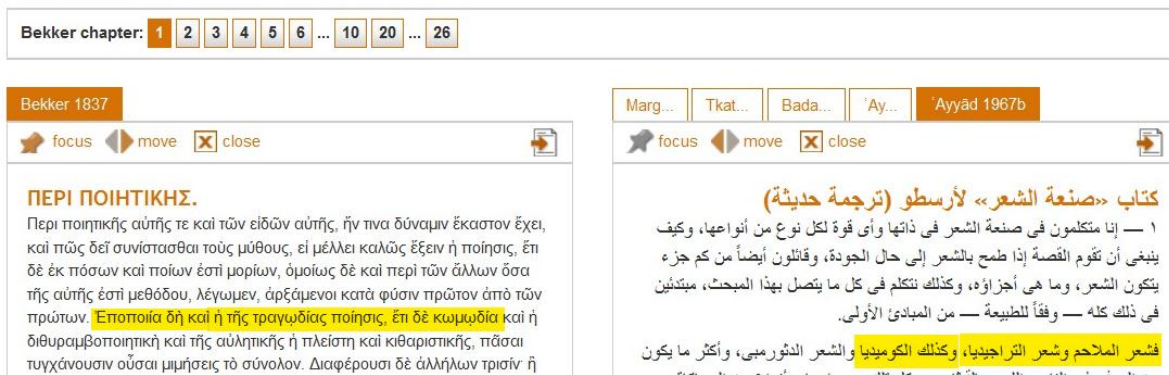 Bekker chapter: 1 2 3 4 5 6 ... 10 20 ... 26
Bekker 1837
focus move close
ΠΕΡΙ ΠΟΙΗΤΙΚΗΣ.
Περι ποιητικῆς αὐτῆς τε καὶ τῶν εἰδῶν αὐτῆς, ἥν τινα δύναμιν ἕκαστον ἔχει,
καὶ πῶς δεῖ συνίστασθαι τοὺς μύθους, εἰ μέλλει καλῶς ἕξειν ἡ ποίησις, ἔτι
δὲ ἐκ πόσων καὶ ποίων ἐστὶ μορίων, ὁμοίως δὲ καὶ περὶ τῶν ἄλλων ὅσα
τῆς αὐτῆς ἐστὶ μεθόδου, λέγωμεν, ἀρξάμενοι κατὰ φύσιν πρῶτον ἀπὸ τῶν
πρώτων. Ἐποποιία δὴ καὶ ἡ τῆς τραγῳδίας ποίησις, ἔτι δὲ κωμῳδία καὶ ἡ
διθυραμβοποιητικὴ καὶ τῆς αὐλητικῆς ἡ πλείστη καὶ κιθαριστικῆς, πᾶσαι
τυγχάνουσιν οὖσαι μιμήσεις τὸ σύνολον. Διαφέρουσι δὲ ἀλλήλων τρισίν· ἢ
Marg... Tkat... Bada... ʿAy... ʿAyyād 1967b
focus move close
كتاب «صنعة الشعر» لأرسطو (ترجمة حديثة)
١ — إنا متكلمون فى صنعة الشعر فى ذاتها وأى قوة لكل نوع من أنواعها، وكيف
ينبغى أن تقوم القصة إذا طمح بالشعر إلى حال الجودة، وقائلون أيضاً من كم جزء
يتكون الشعر، وما هى أجزاؤه، وكذلك نتكلم فى كل ما يتصل بهذا المبحث، مبتدئين
فى ذلك كله — وفقاً للطبيعة — من المبادئ الأولى.
فشعر الملاحم وشعر التراجيديا، وكذلك الكوميديا والشعر الدثورمبى، وأكثر ما يكون